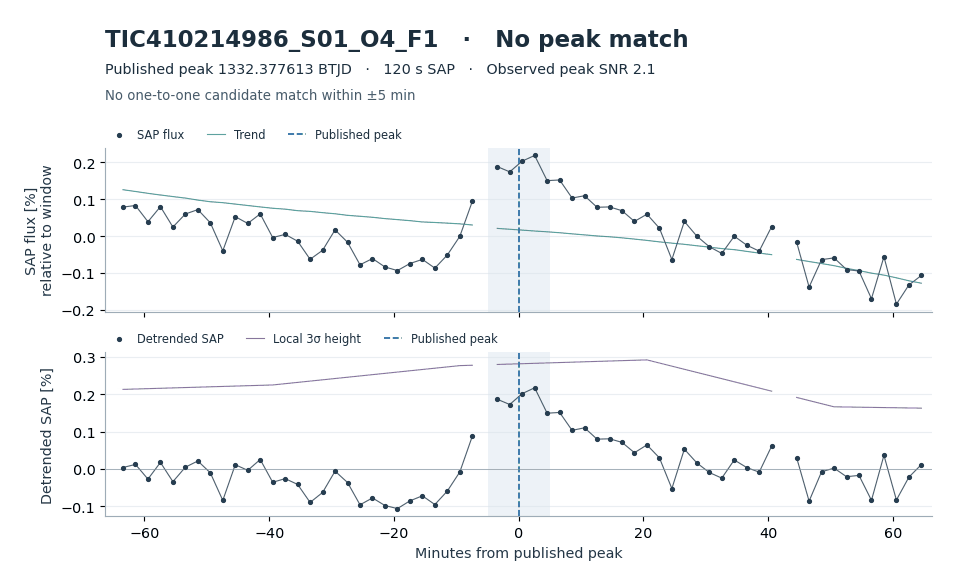 TIC410214986_S01_O4_F1 · No peak match
Published peak 1332.377613 BTJD · 120 s SAP · Observed peak SNR 2.1
No one-to-one candidate match within ±5 min
SAP flux Trend Published peak
SAP flux [%]
relative to window
0.2
0.1
0.0
−0.1
−0.2
Detrended SAP Local 3σ height Published peak
Detrended SAP [%]
0.3
0.2
0.1
0.0
−0.1
−60 −40 −20 0 20 40 60
Minutes from published peak